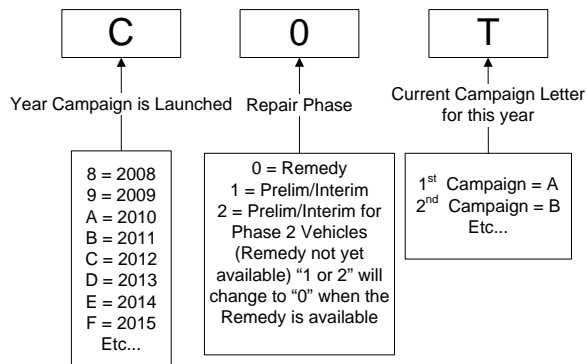 C
0
T
Year Campaign is Launched
Repair Phase
Current Campaign Letter
for this year
8 = 2008
9 = 2009
A = 2010
B = 2011
C = 2012
D = 2013
E = 2014
F = 2015
Etc...
0 = Remedy
1 = Prelim/Interim
2 = Prelim/Interim for
Phase 2 Vehicles
(Remedy not yet
available) “1 or 2” will
change to “0” when the
Remedy is available
1st Campaign = A
2nd Campaign = B
Etc...